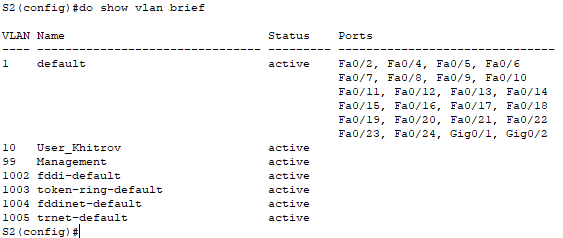 S2(config)#do show vlan brief
VLAN Name                             Status    Ports
---- -------------------------------- --------- -------------------------------
1    default                          active    Fa0/2, Fa0/4, Fa0/5, Fa0/6
                                                Fa0/7, Fa0/8, Fa0/9, Fa0/10
                                                Fa0/11, Fa0/12, Fa0/13, Fa0/14
                                                Fa0/15, Fa0/16, Fa0/17, Fa0/18
                                                Fa0/19, Fa0/20, Fa0/21, Fa0/22
                                                Fa0/23, Fa0/24, Gig0/1, Gig0/2
10   User_Khitrov                     active
99   Management                       active
1002 fddi-default                     active
1003 token-ring-default               active
1004 fddinet-default                  active
1005 trnet-default                    active
S2(config)#